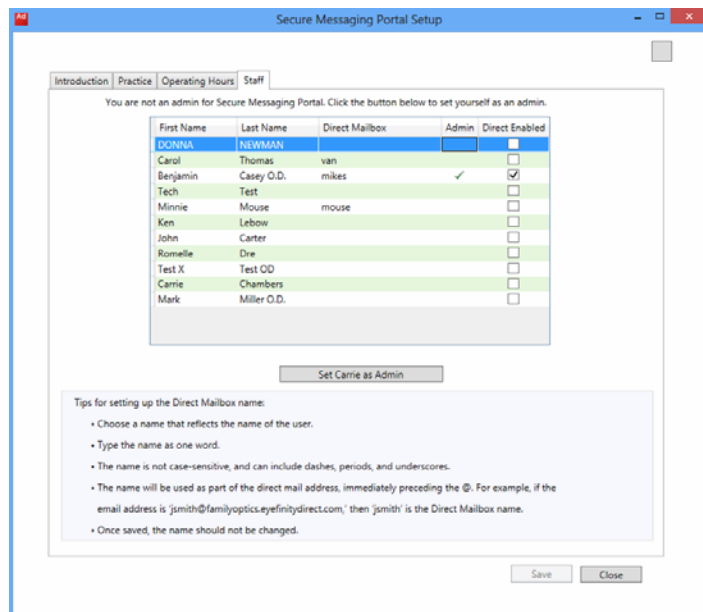 Ad
Secure Messaging Portal Setup
Introduction Practice Operating Hours Staff
You are not an admin for Secure Messaging Portal. Click the button below to set yourself as an admin.
First Name Last Name Direct Mailbox Admin Direct Enabled
DONNA NEWMAN
Carol Thomas van
Benjamin Casey O.D. mikes
Tech Test
Minnie Mouse mouse
Ken Lebow
John Carter
Romelle Dre
Test X Test OD
Carrie Chambers
Mark Miller O.D.
Set Carrie as Admin
Tips for setting up the Direct Mailbox name:
• Choose a name that reflects the name of the user.
• Type the name as one word.
• The name is not case-sensitive, and can include dashes, periods, and underscores.
• The name will be used as part of the direct mail address, immediately preceding the @. For example, if the
email address is 'jsmith@familyoptics.eyefinitydirect.com,' then 'jsmith' is the Direct Mailbox name.
• Once saved, the name should not be changed.
Save Close